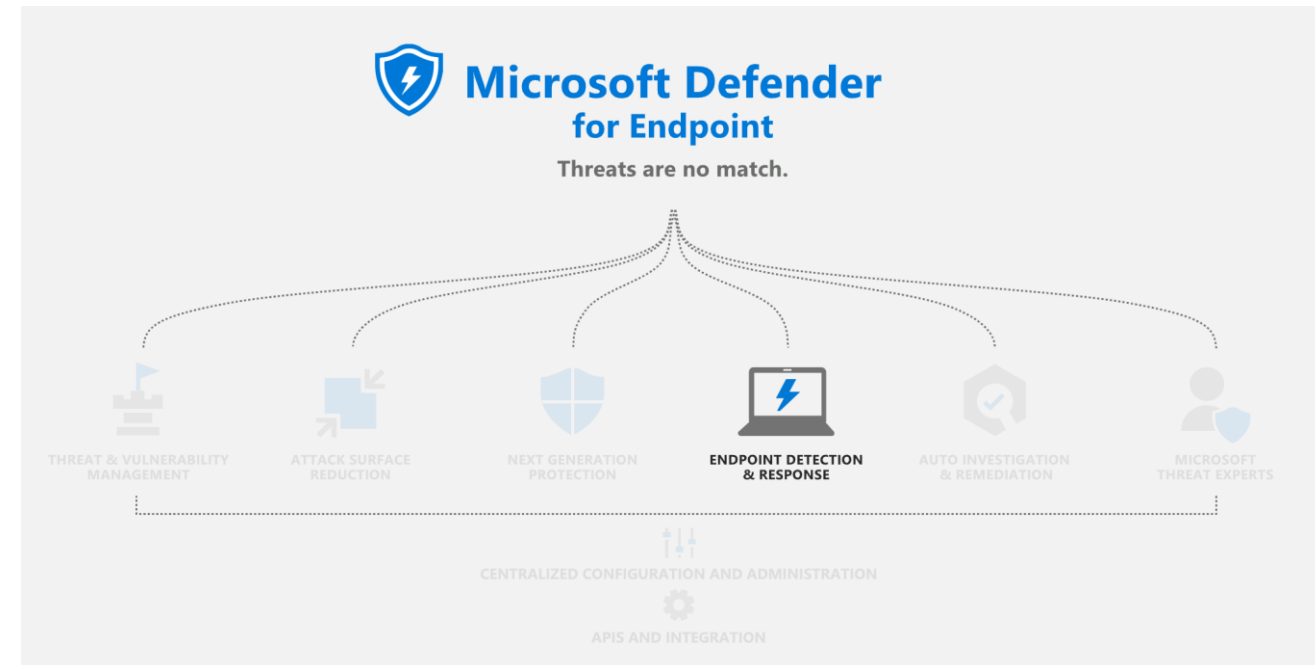 Microsoft Defender
for Endpoint
Threats are no match.
THREAT & VULNERABILITY
MANAGEMENT
ATTACK SURFACE
REDUCTION
NEXT GENERATION
PROTECTION
ENDPOINT DETECTION
& RESPONSE
AUTO INVESTIGATION
& REMEDIATION
MICROSOFT
THREAT EXPERTS
CENTRALIZED CONFIGURATION AND ADMINISTRATION
APIS AND INTEGRATION